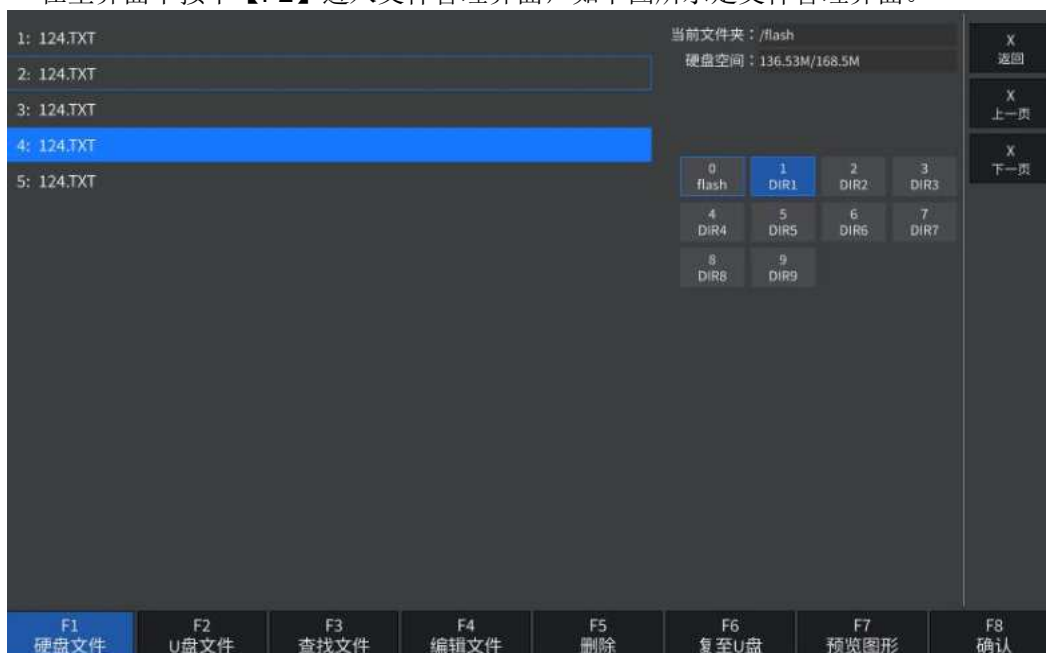 1: 124.TXT
2: 124.TXT
3: 124.TXT
4: 124.TXT
5: 124.TXT
当前文件夹：/flash
硬盘空间：136.53M/168.5M
0
flash
1
DIR1
2
DIR2
3
DIR3
4
DIR4
5
DIR5
6
DIR6
7
DIR7
8
DIR8
9
DIR9
X
返回
X
上一页
X
下一页
F1
硬盘文件
F2
U盘文件
F3
查找文件
F4
编辑文件
F5
删除
F6
复至U盘
F7
预览图形
F8
确认